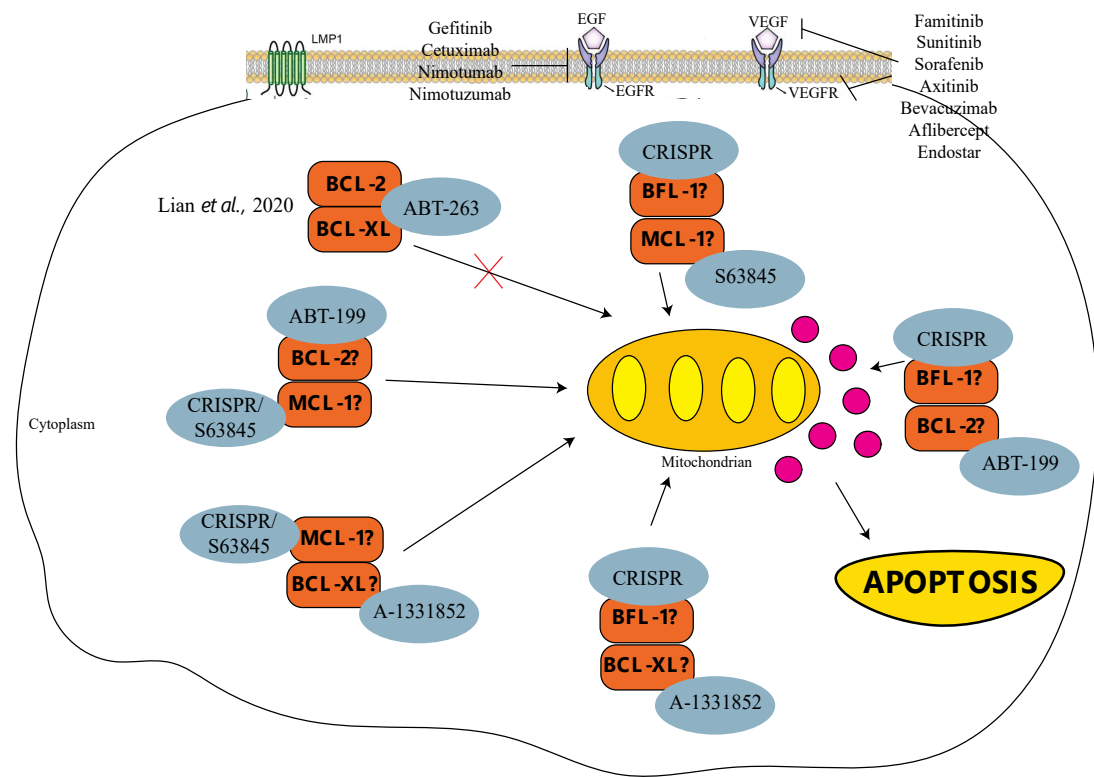 LMP1
Gefitinib
Cetuximab
Nimotumab
Nimotuzumab
EGF
EGFR
VEGF
VEGFR
Famitinib
Sunitinib
Sorafenib
Axitinib
Bevacuzimab
Aflibercept
Endostar
Lian et al., 2020
BCL-2
BCL-XL
ABT-263
CRISPR
BFL-1?
MCL-1?
S63845
ABT-199
BCL-2?
MCL-1?
CRISPR/
S63845
Cytoplasm
Mitochondrian
CRISPR
BFL-1?
BCL-2?
ABT-199
CRISPR/
S63845
MCL-1?
BCL-XL?
A-1331852
CRISPR
BFL-1?
BCL-XL?
A-1331852
APOPTOSIS